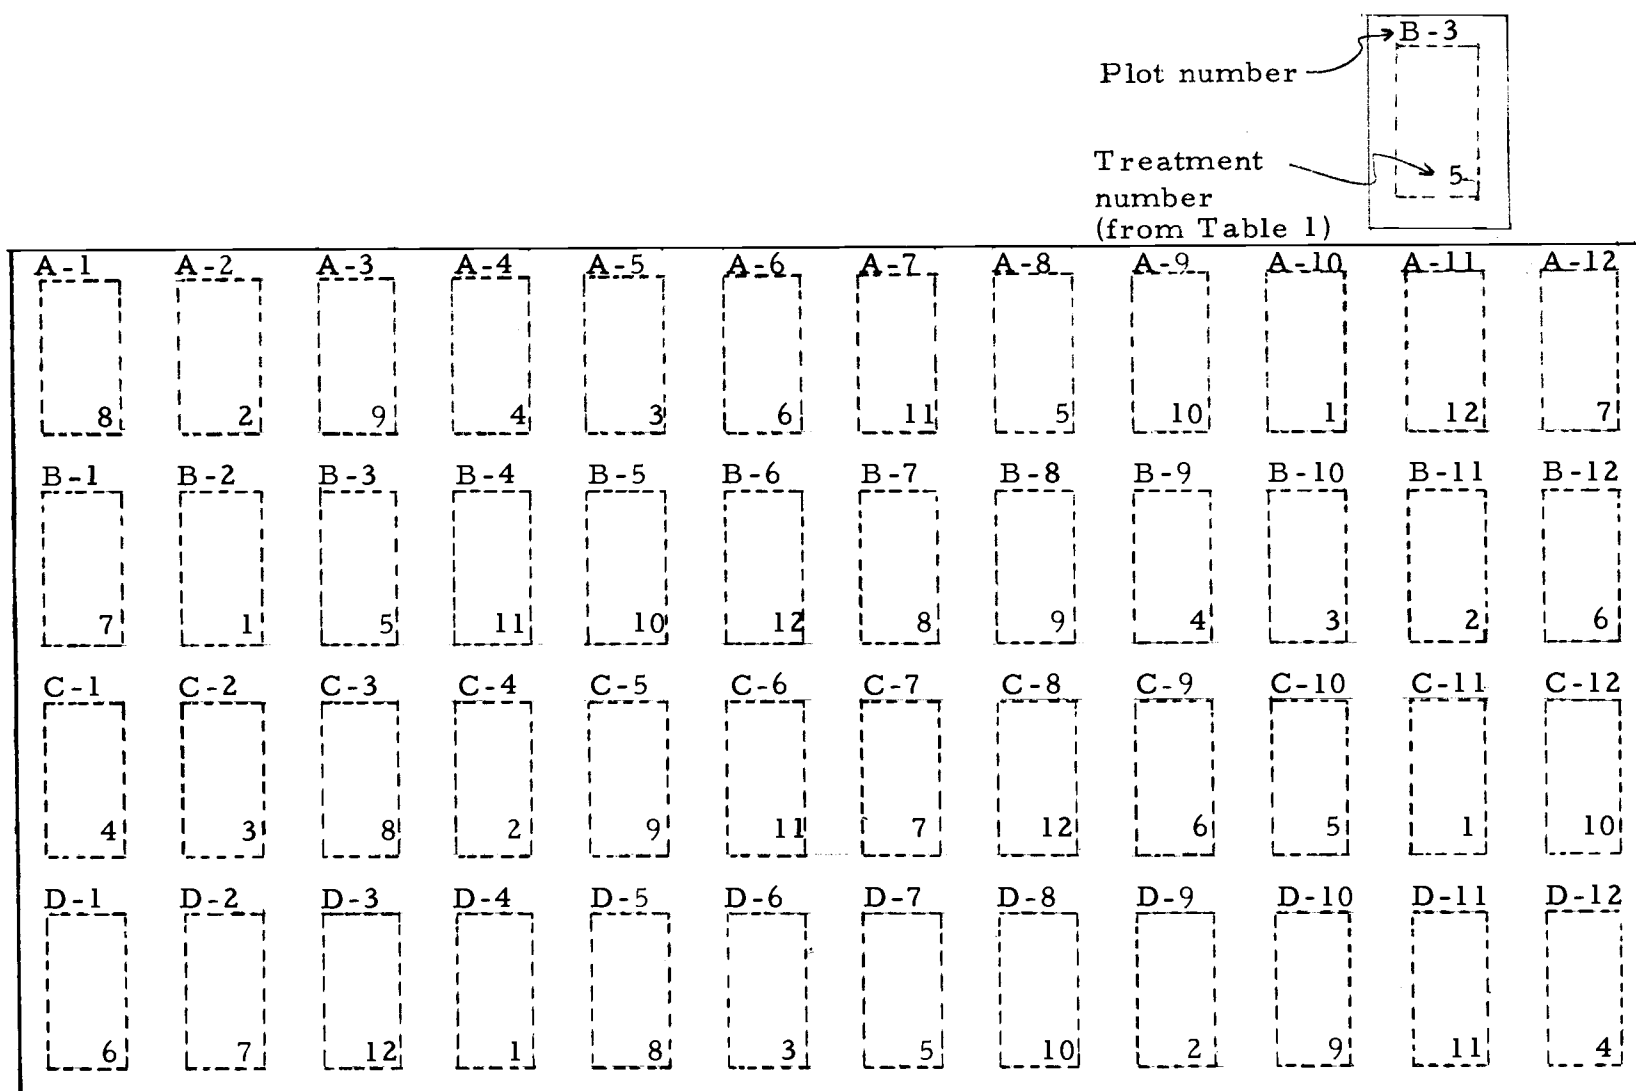 B-3
Plot number
Treatment
number
(from Table 1)
5
A-1 A-2 A-3 A-4 A-5 A-6 A-7 A-8 A-9 A-10 A-11 A-12
8 2 9 4 3 6 11 5 10 1 12 7
B-1 B-2 B-3 B-4 B-5 B-6 B-7 B-8 B-9 B-10 B-11 B-12
7 1 5 11 10 12 8 9 4 3 2 6
C-1 C-2 C-3 C-4 C-5 C-6 C-7 C-8 C-9 C-10 C-11 C-12
4 3 8 2 9 11 7 12 6 5 1 10
D-1 D-2 D-3 D-4 D-5 D-6 D-7 D-8 D-9 D-10 D-11 D-12
6 7 12 1 8 3 5 10 2 9 11 4